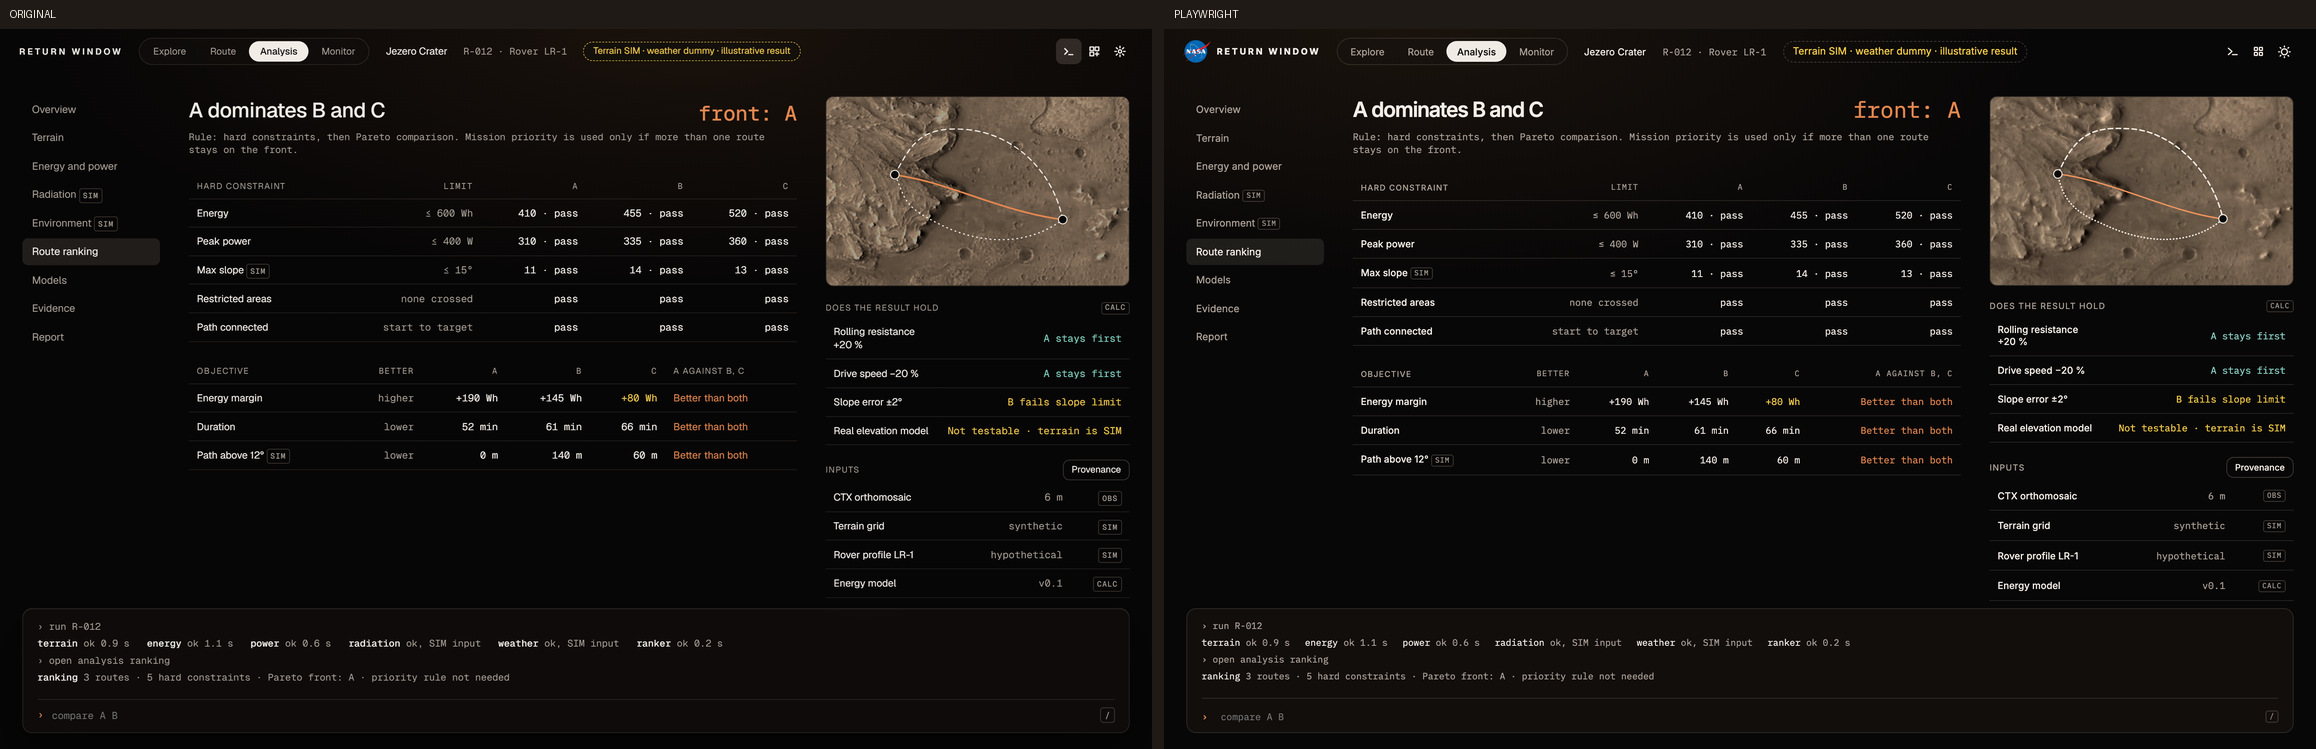 ORIGINAL
RETURN WINDOW Explore Route Analysis Monitor Jezero Crater R-012 · Rover LR-1 Terrain SIM · weather dummy · illustrative result
Overview
Terrain
Energy and power
Radiation SIM
Environment SIM
Route ranking
Models
Evidence
Report
A dominates B and C front: A
Rule: hard constraints, then Pareto comparison. Mission priority is used only if more than one route
stays on the front.
HARD CONSTRAINT LIMIT A B C
Energy ≤ 600 Wh 410 · pass 455 · pass 520 · pass
Peak power ≤ 400 W 310 · pass 335 · pass 360 · pass
Max slope SIM ≤ 15° 11 · pass 14 · pass 13 · pass
Restricted areas none crossed pass pass pass
Path connected start to target pass pass pass
OBJECTIVE BETTER A B C A AGAINST B, C
Energy margin higher +190 Wh +145 Wh +80 Wh Better than both
Duration lower 52 min 61 min 66 min Better than both
Path above 12° SIM lower 0 m 140 m 60 m Better than both
DOES THE RESULT HOLD CALC
Rolling resistance
+20 % A stays first
Drive speed −20 % A stays first
Slope error ±2° B fails slope limit
Real elevation model Not testable · terrain is SIM
INPUTS Provenance
CTX orthomosaic 6 m OBS
Terrain grid synthetic SIM
Rover profile LR-1 hypothetical SIM
Energy model v0.1 CALC
› run R-012
terrain ok 0.9 s energy ok 1.1 s power ok 0.6 s radiation ok, SIM input weather ok, SIM input ranker ok 0.2 s
› open analysis ranking
ranking 3 routes · 5 hard constraints · Pareto front: A · priority rule not needed
› compare A B /
PLAYWRIGHT
NASA RETURN WINDOW Explore Route Analysis Monitor Jezero Crater R-012 · Rover LR-1 Terrain SIM · weather dummy · illustrative result
Overview
Terrain
Energy and power
Radiation SIM
Environment SIM
Route ranking
Models
Evidence
Report
A dominates B and C front: A
Rule: hard constraints, then Pareto comparison. Mission priority is used only if more than one route
stays on the front.
HARD CONSTRAINT LIMIT A B C
Energy ≤ 600 Wh 410 · pass 455 · pass 520 · pass
Peak power ≤ 400 W 310 · pass 335 · pass 360 · pass
Max slope SIM ≤ 15° 11 · pass 14 · pass 13 · pass
Restricted areas none crossed pass pass pass
Path connected start to target pass pass pass
OBJECTIVE BETTER A B C A AGAINST B, C
Energy margin higher +190 Wh +145 Wh +80 Wh Better than both
Duration lower 52 min 61 min 66 min Better than both
Path above 12° SIM lower 0 m 140 m 60 m Better than both
DOES THE RESULT HOLD CALC
Rolling resistance
+20 % A stays first
Drive speed −20 % A stays first
Slope error ±2° B fails slope limit
Real elevation model Not testable · terrain is SIM
INPUTS Provenance
CTX orthomosaic 6 m OBS
Terrain grid synthetic SIM
Rover profile LR-1 hypothetical SIM
Energy model v0.1 CALC
› run R-012
terrain ok 0.9 s energy ok 1.1 s power ok 0.6 s radiation ok, SIM input weather ok, SIM input ranker ok 0.2 s
› open analysis ranking
ranking 3 routes · 5 hard constraints · Pareto front: A · priority rule not needed
› compare A B /